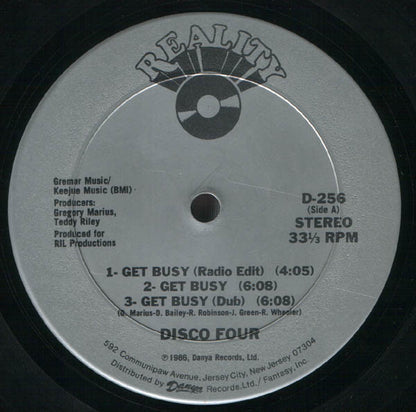 REALITY
Gremar Music/
Keejue Music (BMI)
Producers:
Gregory Marius,
Teddy Riley
Produced for
RIL Productions
D-256
(Side A)
STEREO
33⅓ RPM
1- GET BUSY (Radio Edit) (4:05)
2- GET BUSY (6:08)
3- GET BUSY (Dub) (6:08)
(G. Marius-D. Bailey-R. Robinson-J. Green-R. Wheeler)
DISCO FOUR
℗ 1986, Danya Records, Ltd.
592 Communipaw Avenue, Jersey City, New Jersey 07304
Distributed by Danya Records, Ltd./ Fantasy, Inc